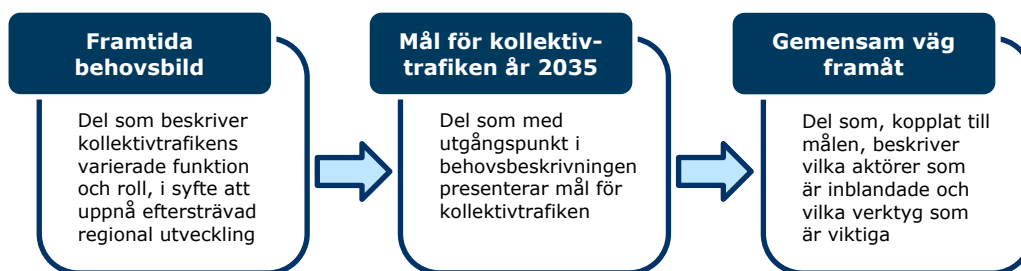 Framtida
behovsbild
Del som beskriver
kollektivtrafikens
varierade funktion
och roll, i syfte att
uppnå eftersträvad
regional utveckling
Mål för kollektiv-
trafiken år 2035
Del som med
utgångspunkt i
behovsbeskrivningen
presenterar mål för
kollektivtrafiken
Gemensam väg
framåt
Del som, kopplat till
målen, beskriver
vilka aktörer som
är inblandade och
vilka verktyg som
är viktiga